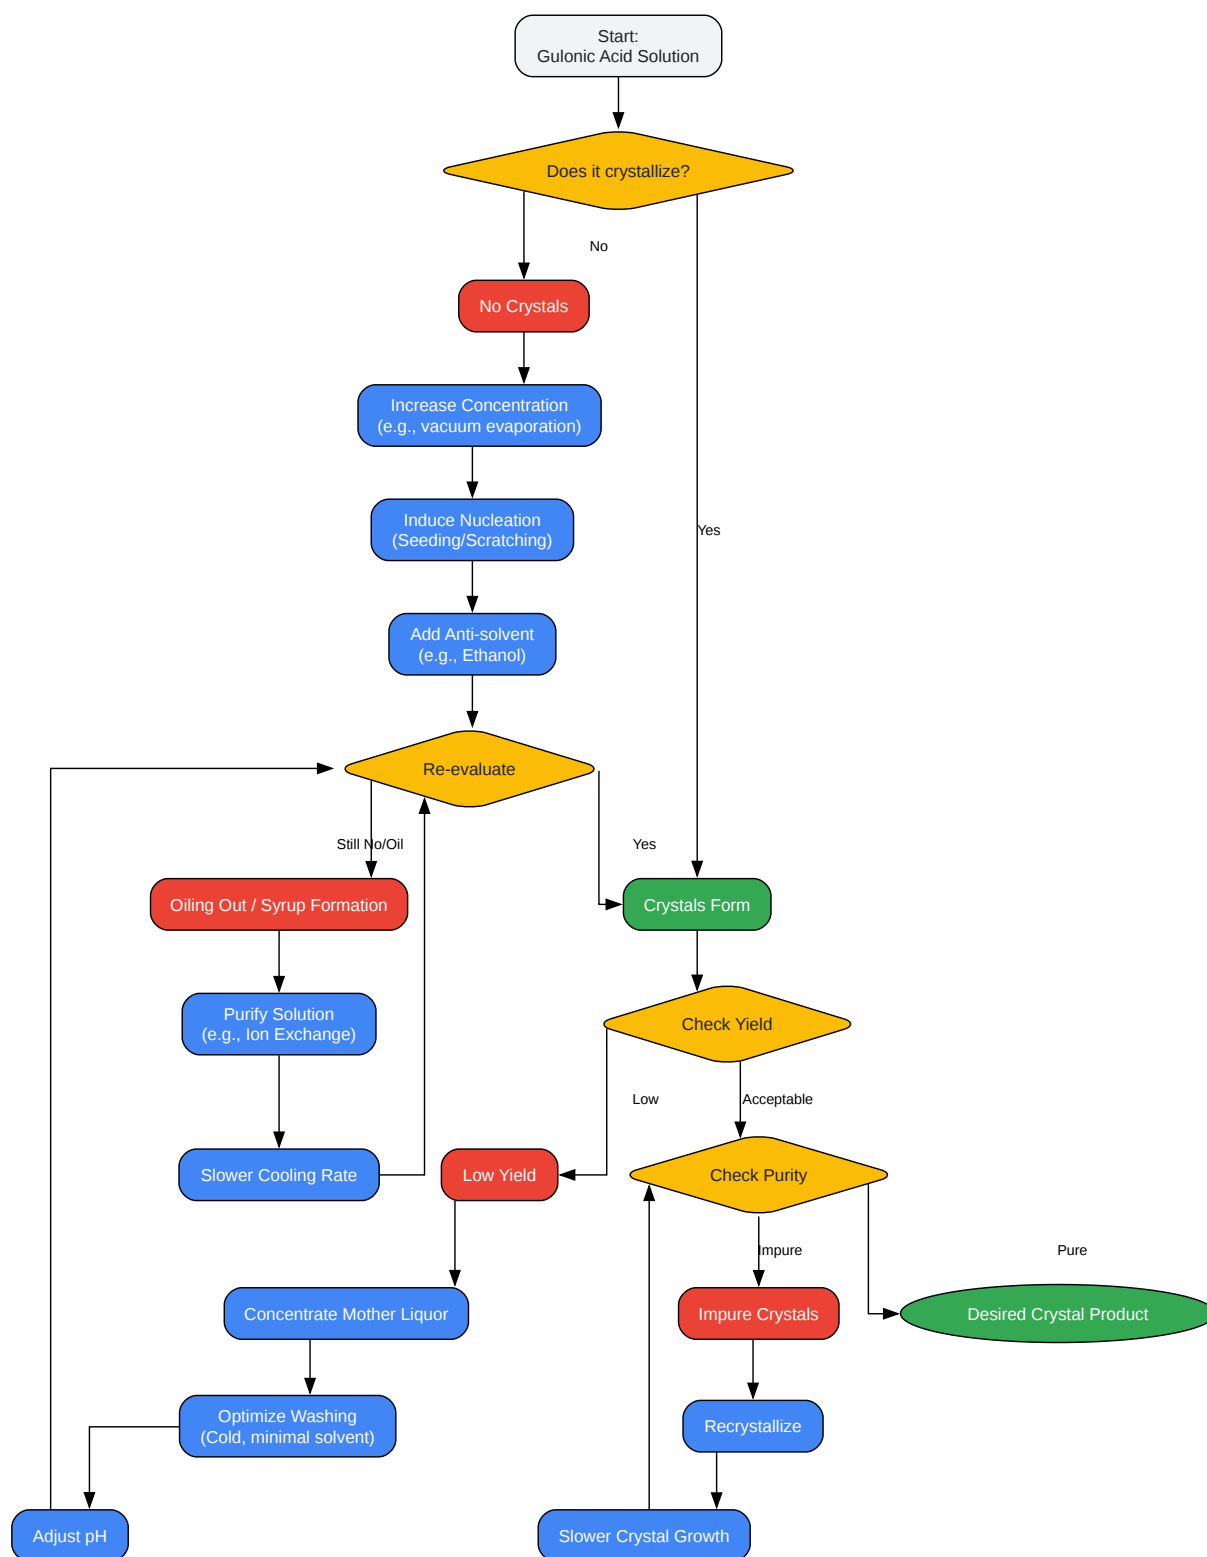 Start:
Gulonic Acid Solution
Does it crystallize?
No
No Crystals
Increase Concentration
(e.g., vacuum evaporation)
Induce Nucleation
(Seeding/Scratching)
Yes
Add Anti-solvent
(e.g., Ethanol)
Re-evaluate
Still No/Oil
Yes
Oiling Out / Syrup Formation
Crystals Form
Purify Solution
(e.g., Ion Exchange)
Check Yield
Low
Acceptable
Slower Cooling Rate
Low Yield
Check Purity
Impure
Pure
Concentrate Mother Liquor
Impure Crystals
Desired Crystal Product
Optimize Washing
(Cold, minimal solvent)
Recrystallize
Adjust pH
Slower Crystal Growth